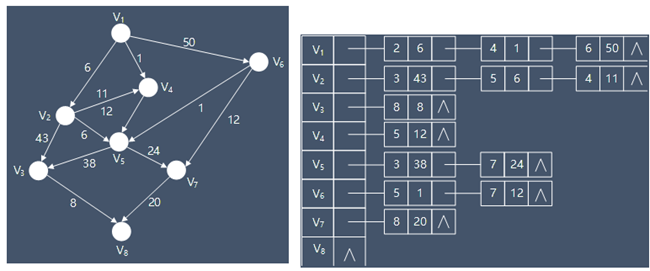 V1
50
1
6
V6
V4
11
12
1
V2
12
43
6
24
V5
38
V3
V7
8
20
V8
V1 2 6 4 1 6 50 ∧
V2 3 43 5 6 4 11 ∧
V3 8 8 ∧
V4 5 12 ∧
V5 3 38 7 24 ∧
V6 5 1 7 12 ∧
V7 8 20 ∧
V8 ∧